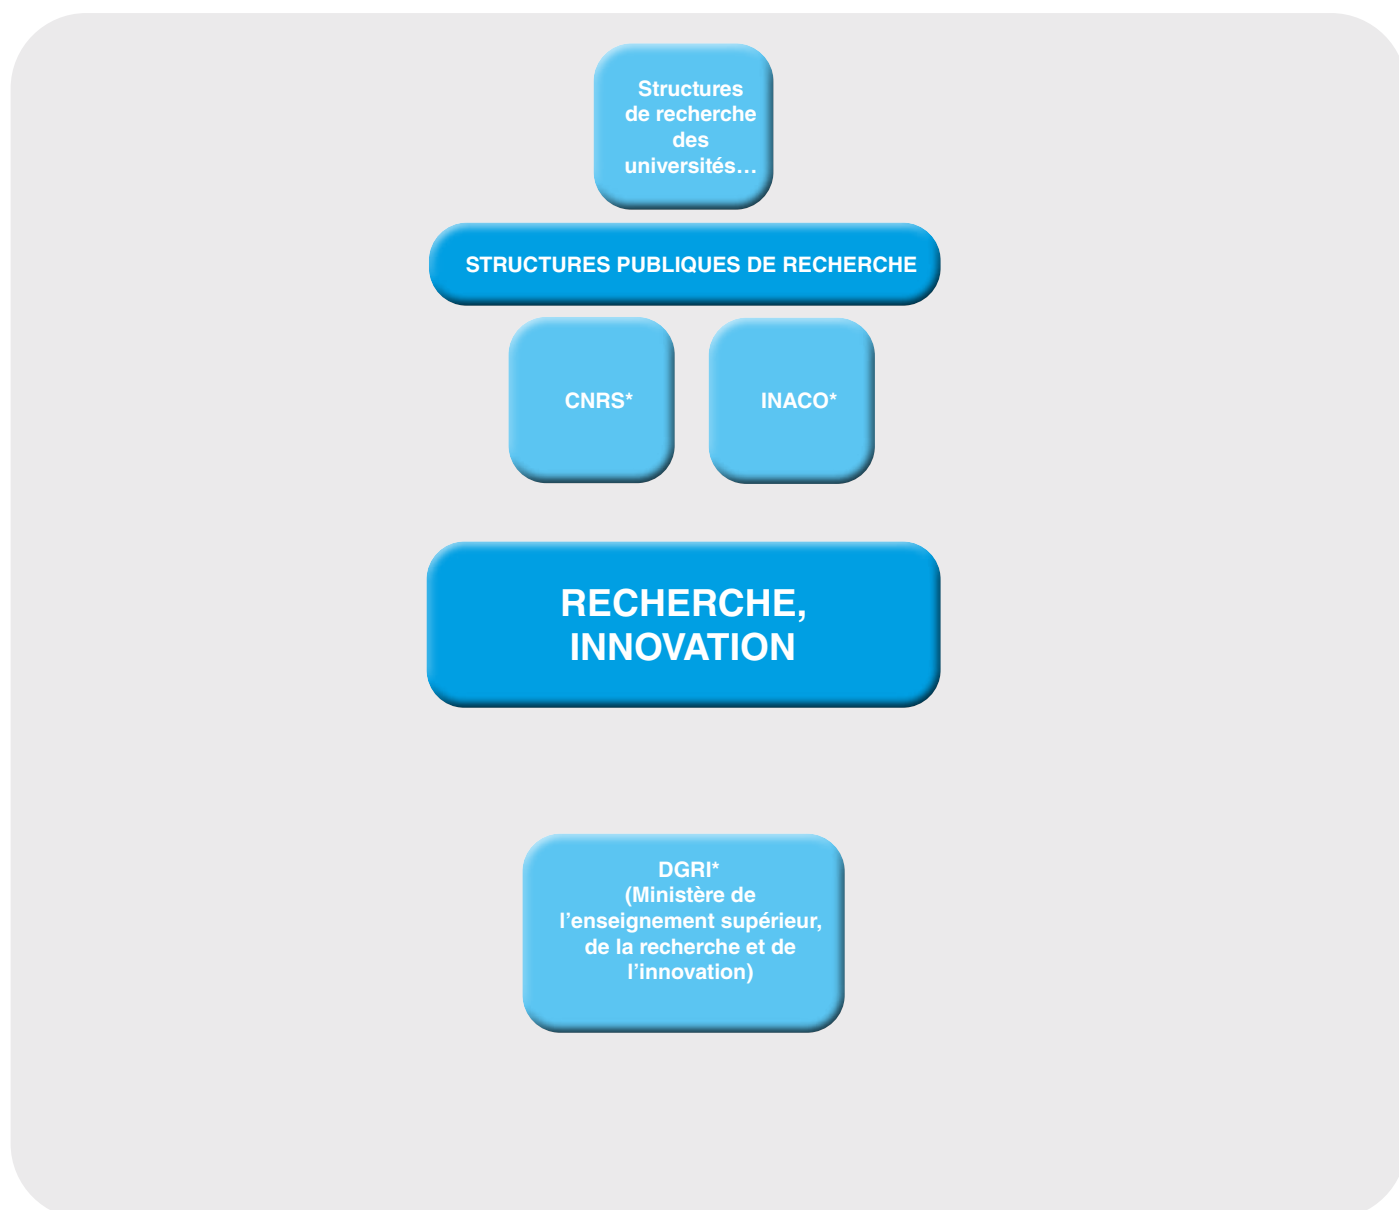 Structures
de recherche
des
universités…
STRUCTURES PUBLIQUES DE RECHERCHE
CNRS*
INACO*
RECHERCHE,
INNOVATION
DGRI*
(Ministère de
l’enseignement supérieur,
de la recherche et de
l’innovation)